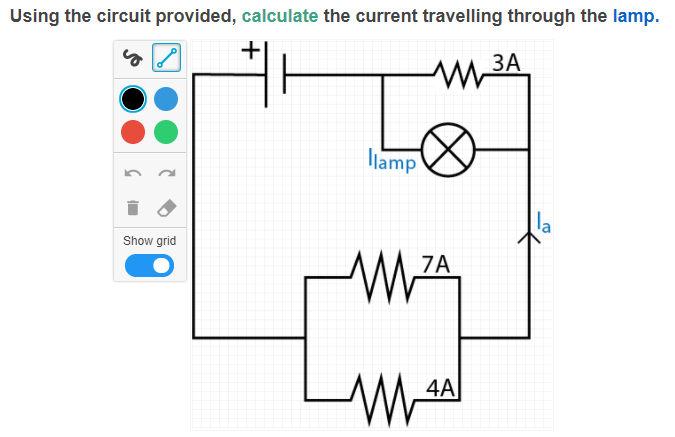 Using the circuit provided, calculate the current travelling through the lamp.
+
3A
Ilamp
Ia
Show grid
7A
4A